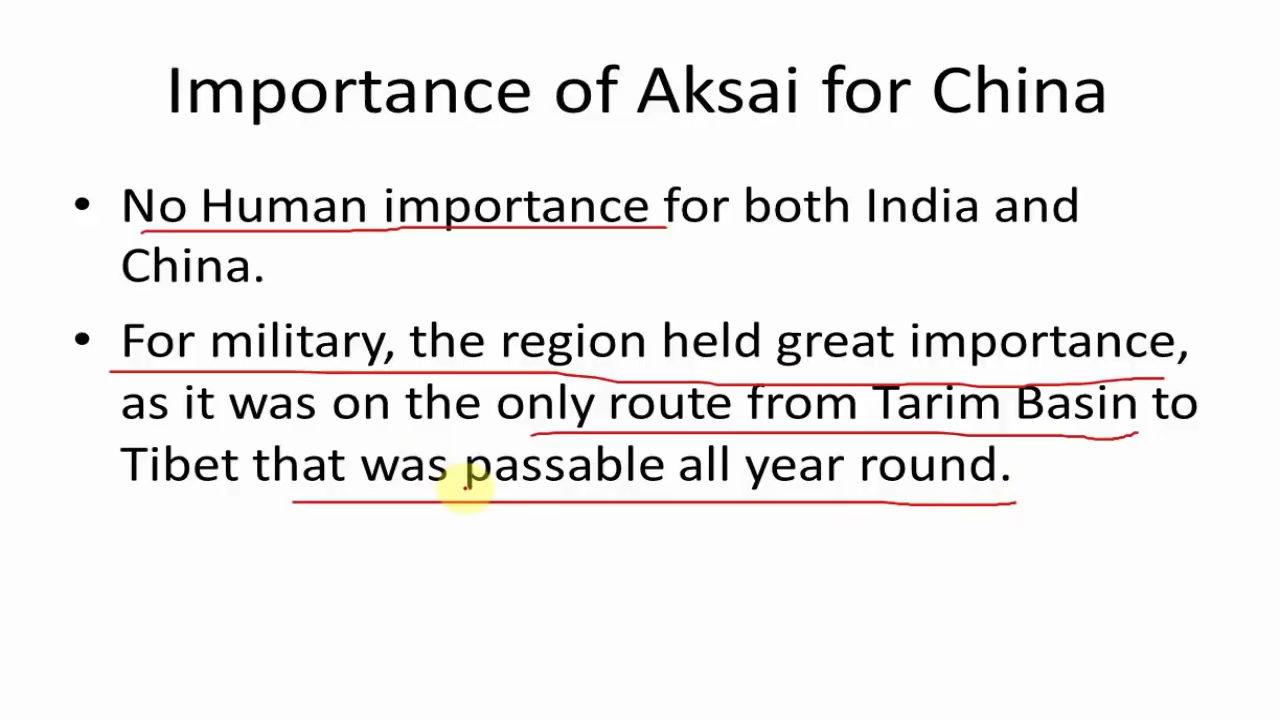 Importance of Aksai for China
• No Human importance for both India and
China.
• For military, the region held great importance,
as it was on the only route from Tarim Basin to
Tibet that was passable all year round.